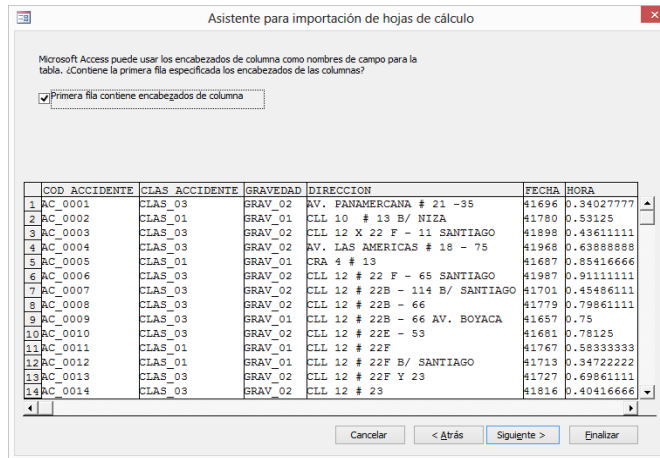 Asistente para importación de hojas de cálculo
Microsoft Access puede usar los encabezados de columna como nombres de campo para la
tabla. ¿Contiene la primera fila especificada los encabezados de las columnas?
Primera fila contiene encabezados de columna
COD ACCIDENTE CLAS ACCIDENTE GRAVEDAD DIRECCION FECHA HORA
1 AC_0001 CLAS_03 GRAV_02 AV. PANAMERCANA # 21 -35 41696 0.34027777
2 AC_0002 CLAS_01 GRAV_01 CLL 10 # 13 B/ NIZA 41780 0.53125
3 AC_0003 CLAS_03 GRAV_02 CLL 12 X 22 F - 11 SANTIAGO 41898 0.43611111
4 AC_0004 CLAS_03 GRAV_02 AV. LAS AMERICAS # 18 - 75 41968 0.63888888
5 AC_0005 CLAS_01 GRAV_01 CRA 4 # 13 41687 0.85416666
6 AC_0006 CLAS_03 GRAV_02 CLL 12 # 22 F - 65 SANTIAGO 41987 0.91111111
7 AC_0007 CLAS_03 GRAV_02 CLL 12 # 22B - 114 B/ SANTIAGO 41701 0.45486111
8 AC_0008 CLAS_03 GRAV_02 CLL 12 # 22B - 66 41779 0.79861111
9 AC_0009 CLAS_03 GRAV_01 CLL 12 # 22B - 66 AV. BOYACA 41657 0.75
10 AC_0010 CLAS_03 GRAV_02 CLL 12 # 22E - 53 41681 0.78125
11 AC_0011 CLAS_01 GRAV_01 CLL 12 # 22F 41767 0.58333333
12 AC_0012 CLAS_01 GRAV_01 CLL 12 # 22F B/ SANTIAGO 41713 0.34722222
13 AC_0013 CLAS_03 GRAV_02 CLL 12 # 22F Y 23 41727 0.69861111
14 AC_0014 CLAS_03 GRAV_02 CLL 12 # 23 41816 0.40416666
Cancelar < Atrás Siguiente > Finalizar